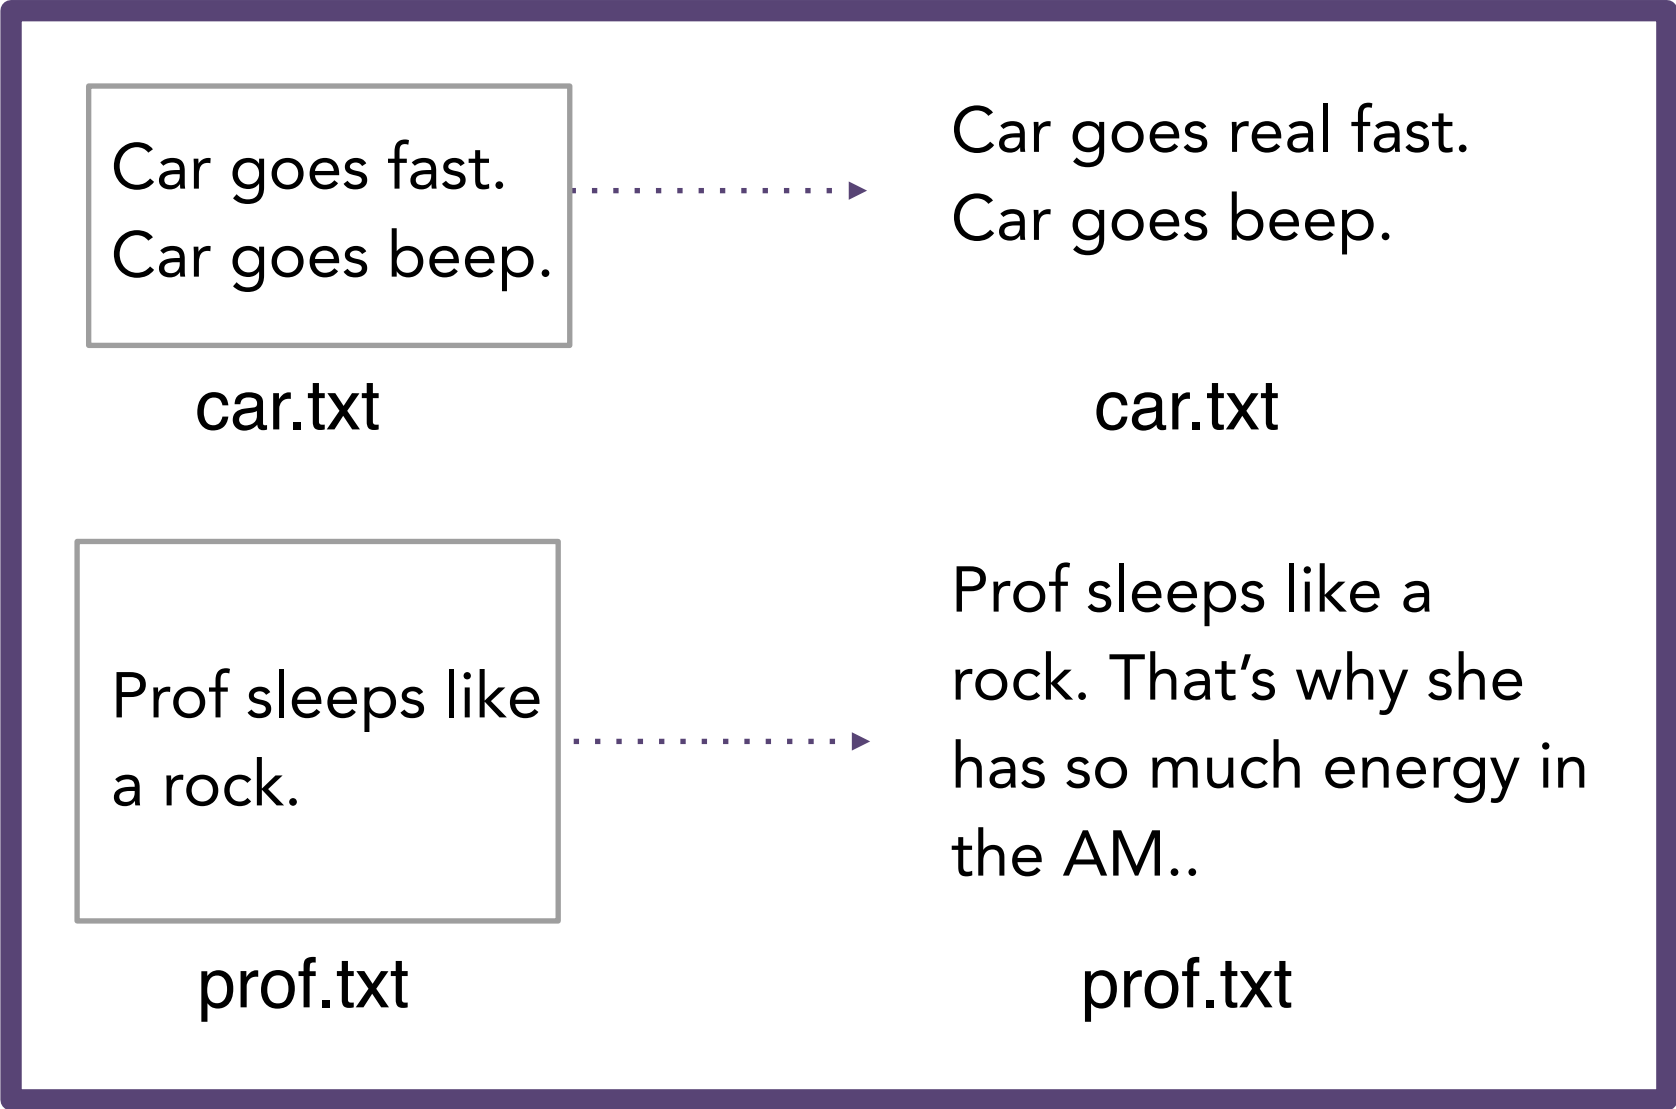 Car goes fast.
Car goes beep.
car.txt
Car goes real fast.
Car goes beep.
car.txt
Prof sleeps like
a rock.
prof.txt
Prof sleeps like a
rock. That’s why she
has so much energy in
the AM..
prof.txt